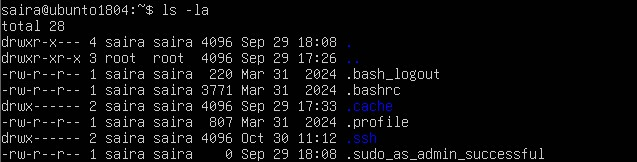 saira@ubunto1804:~$ ls -la
total 28
drwxr-x--- 4 saira saira 4096 Sep 29 18:08 .
drwxr-xr-x 3 root  root  4096 Sep 29 17:26 ..
-rw-r--r-- 1 saira saira  220 Mar 31  2024 .bash_logout
-rw-r--r-- 1 saira saira 3771 Mar 31  2024 .bashrc
drwx------ 2 saira saira 4096 Sep 29 17:33 .cache
-rw-r--r-- 1 saira saira  807 Mar 31  2024 .profile
drwx------ 2 saira saira 4096 Oct 30 11:12 .ssh
-rw-r--r-- 1 saira saira    0 Sep 29 18:08 .sudo_as_admin_successful